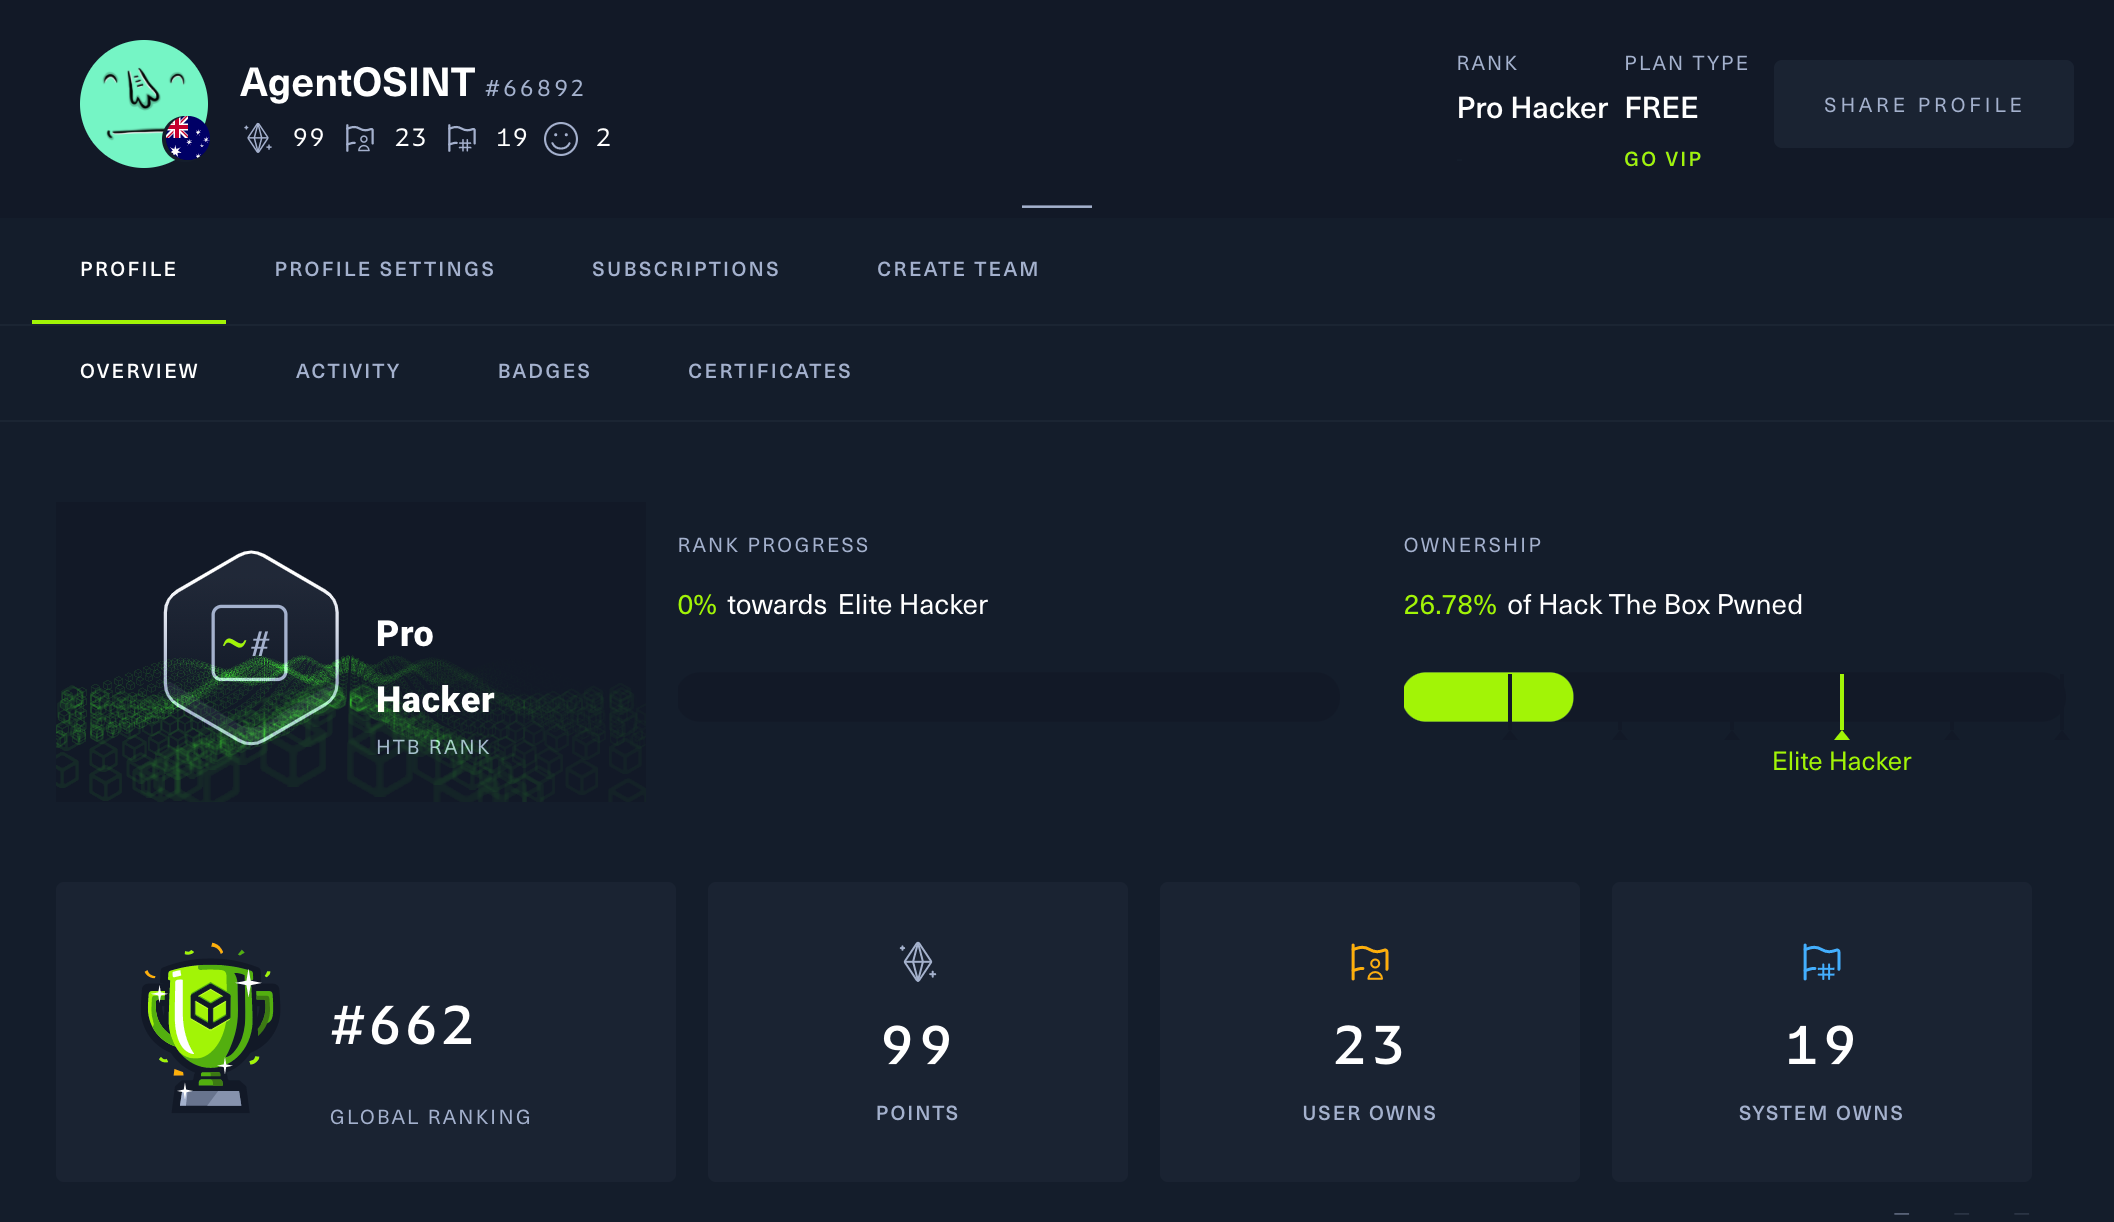 AgentOSINT #66892
99 23 19 2
RANK
Pro Hacker
PLAN TYPE
FREE
GO VIP
SHARE PROFILE
PROFILE PROFILE SETTINGS SUBSCRIPTIONS CREATE TEAM
OVERVIEW ACTIVITY BADGES CERTIFICATES
~#
Pro
Hacker
HTB RANK
RANK PROGRESS
0% towards Elite Hacker
OWNERSHIP
26.78% of Hack The Box Pwned
Elite Hacker
#662
GLOBAL RANKING
99
POINTS
23
USER OWNS
19
SYSTEM OWNS